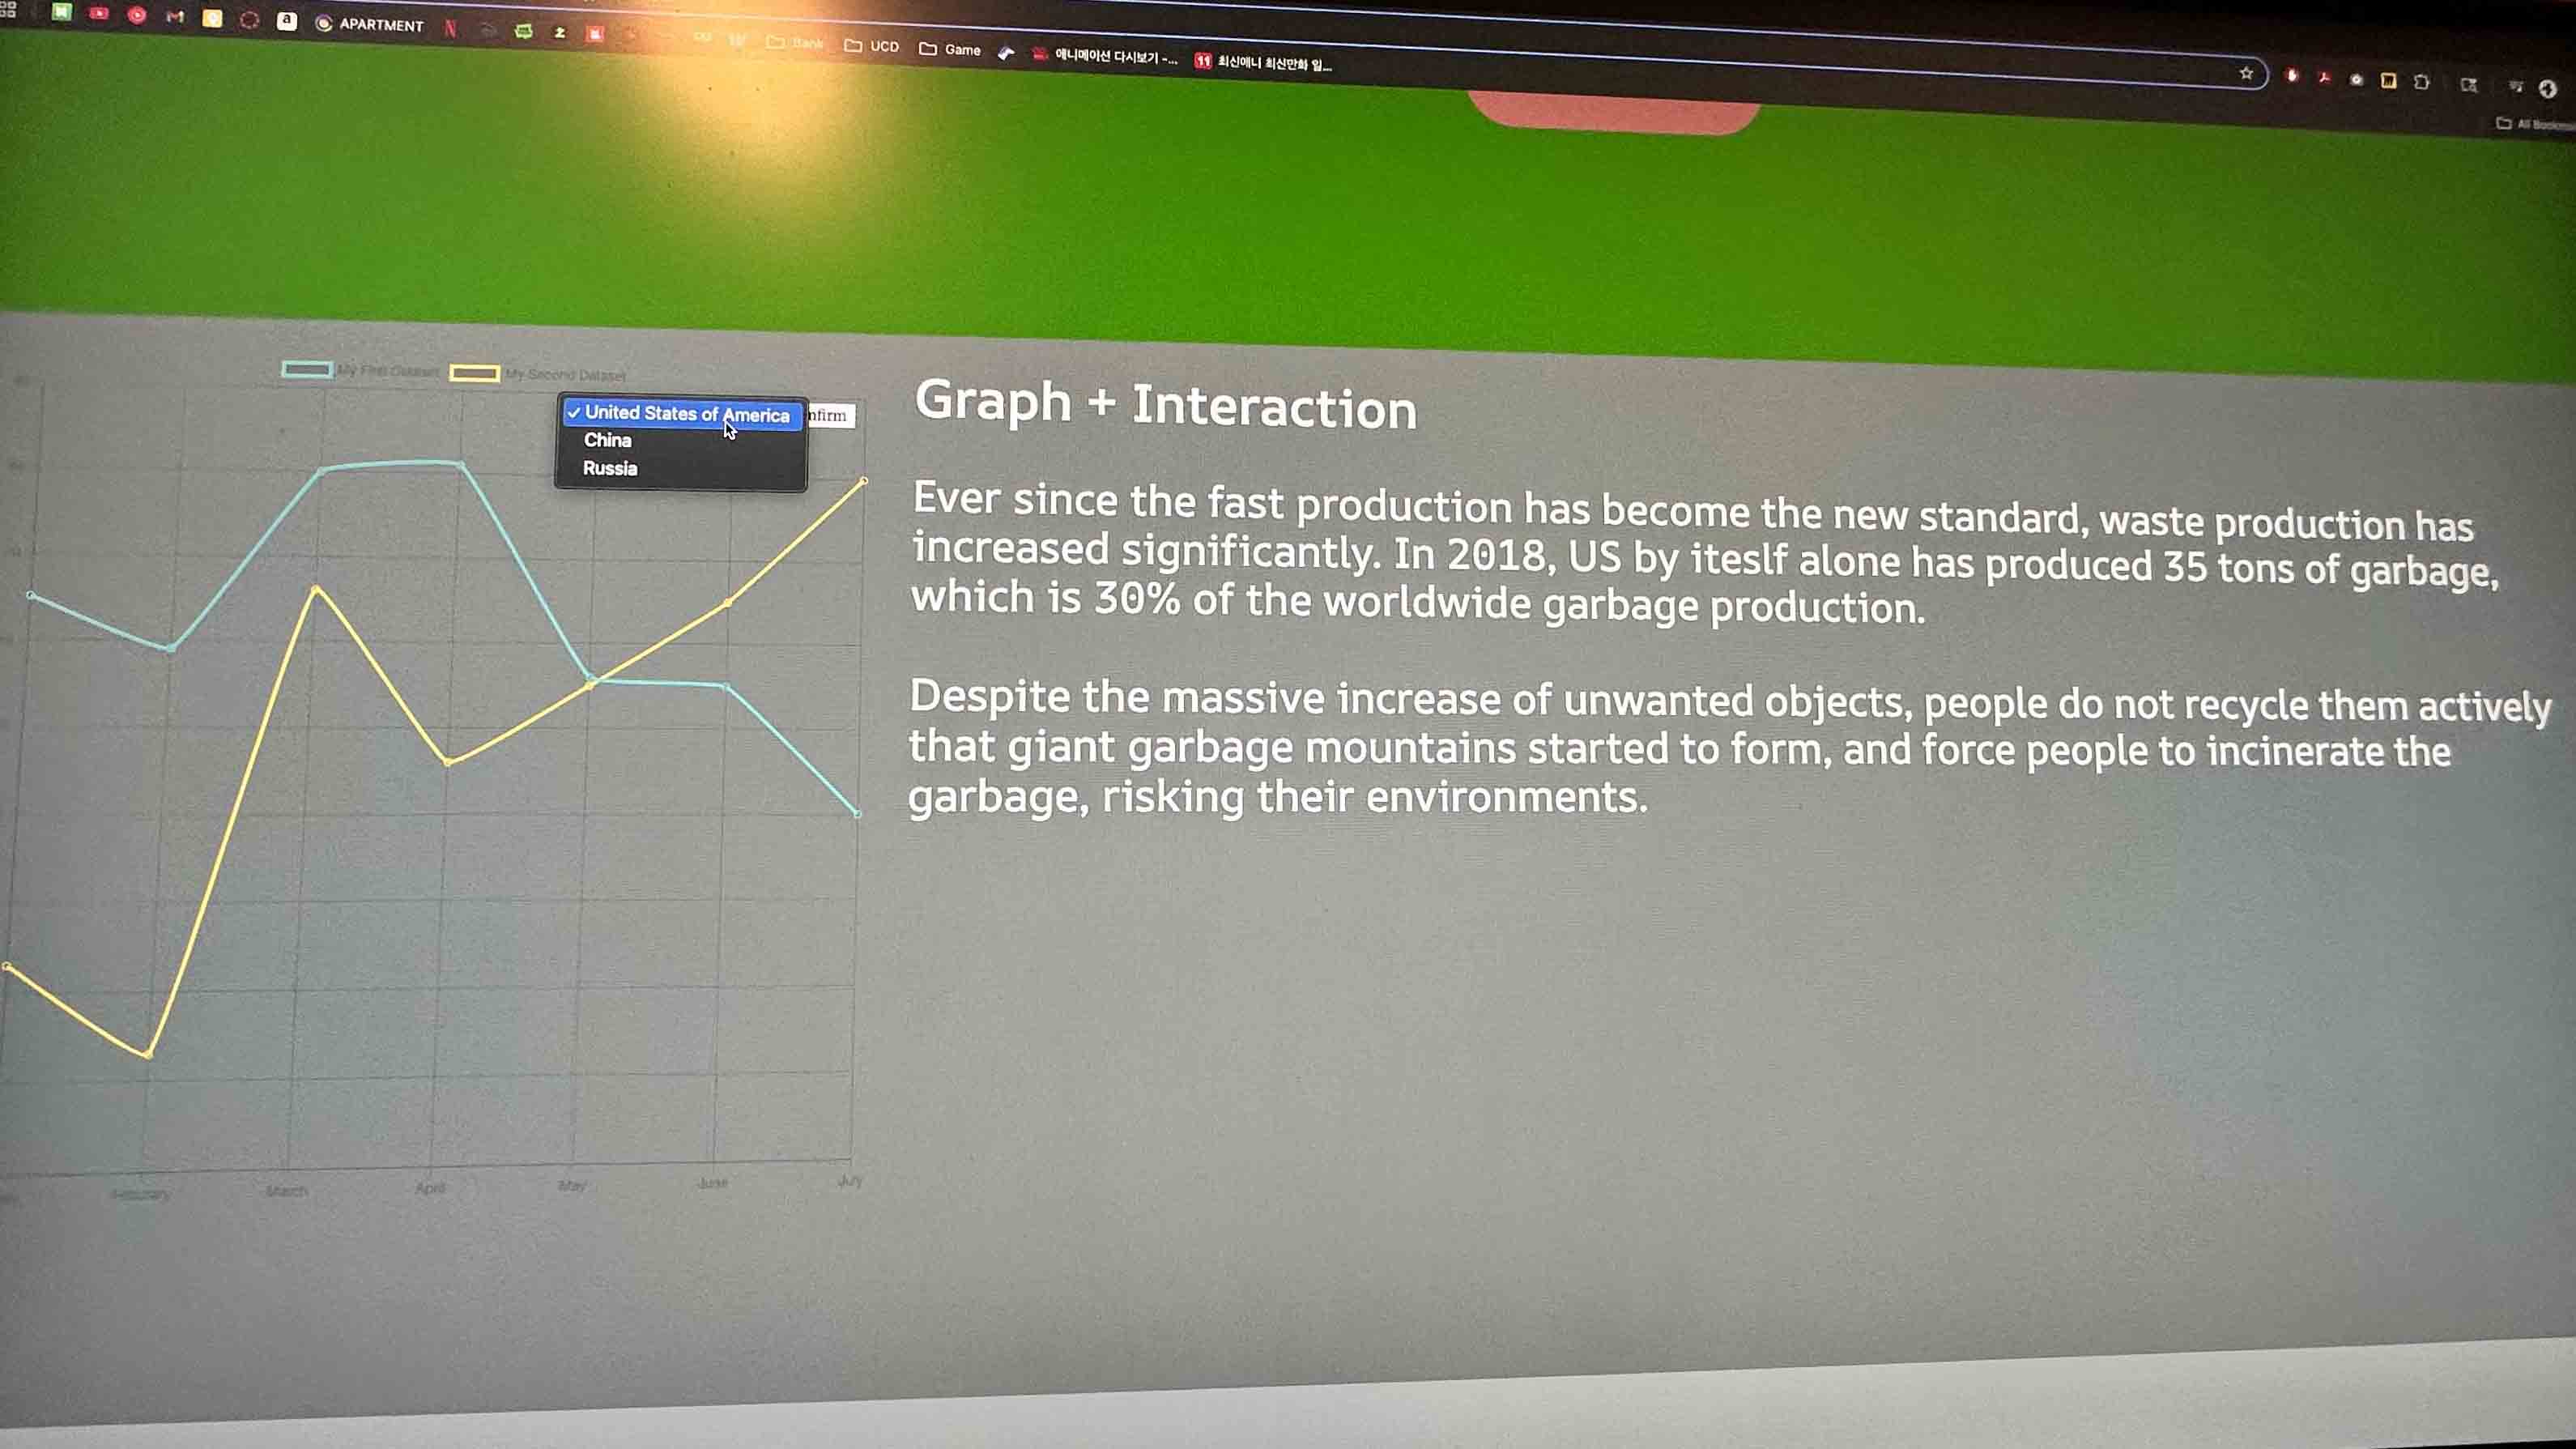 APARTMENT
Bank
UCD
Game
애니메이션 다시보기 -...
최신애니 최신만화 일...
All Bookm
My First Dataset
My Second Dataset
United States of America
nfirm
China
Russia
Graph + Interaction
Ever since the fast production has become the new standard, waste production has
increased significantly. In 2018, US by iteslf alone has produced 35 tons of garbage,
which is 30% of the worldwide garbage production.
Despite the massive increase of unwanted objects, people do not recycle them actively
that giant garbage mountains started to form, and force people to incinerate the
garbage, risking their environments.
February
March
April
May
June
July